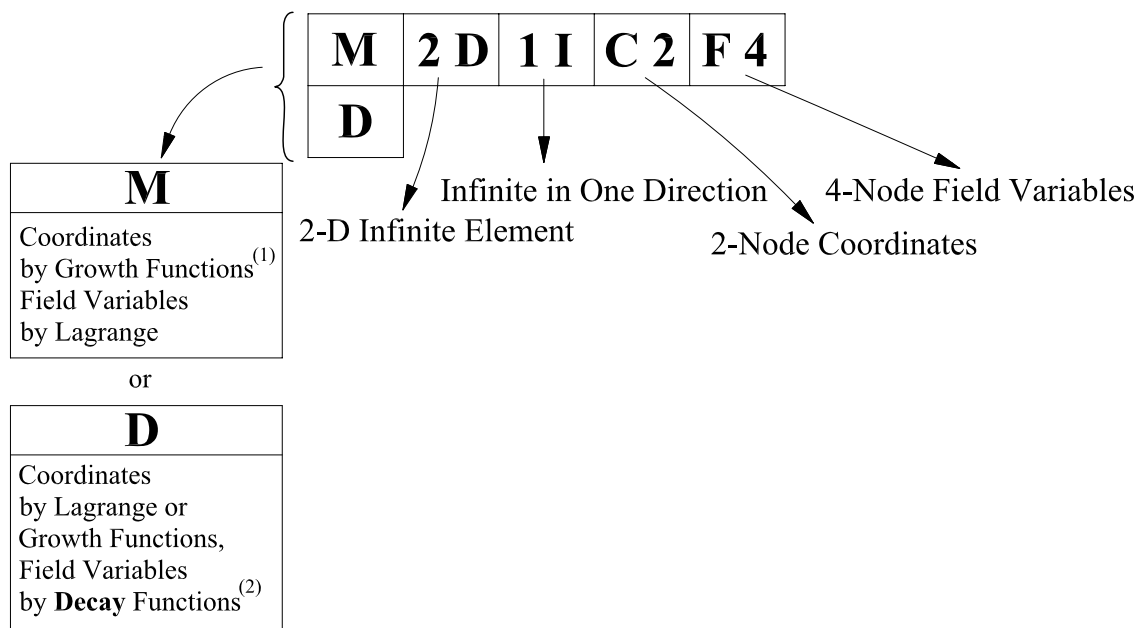 M 2 D 1 I C 2 F 4
D
Infinite in One Direction
4-Node Field Variables
2-D Infinite Element
2-Node Coordinates
M
Coordinates
by Growth Functions(1)
Field Variables
by Lagrange
or
D
Coordinates
by Lagrange or
Growth Functions,
Field Variables
by Decay Functions(2)